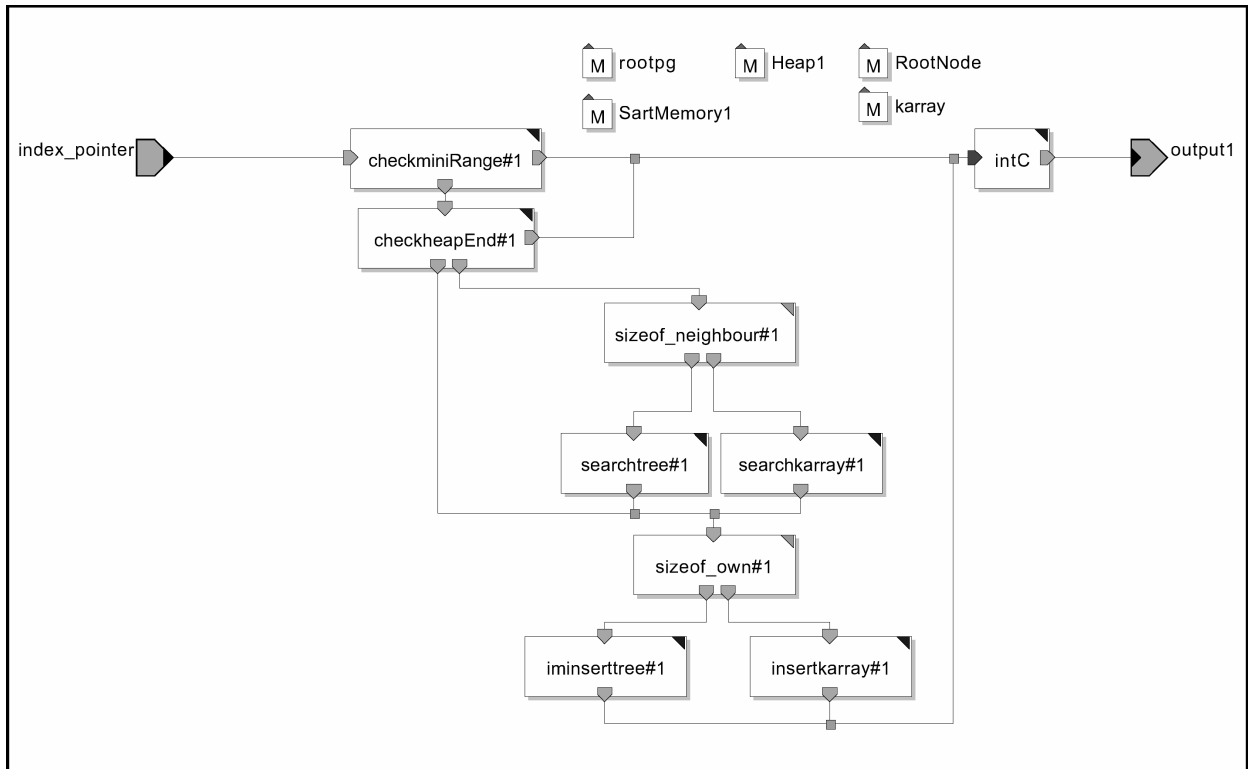 M rootpg
M Heap1
M RootNode
M SartMemory1
M karray
index_pointer
checkminiRange#1
intC
output1
checkheapEnd#1
sizeof_neighbour#1
searchtree#1
searchkarray#1
sizeof_own#1
iminserttree#1
insertkarray#1